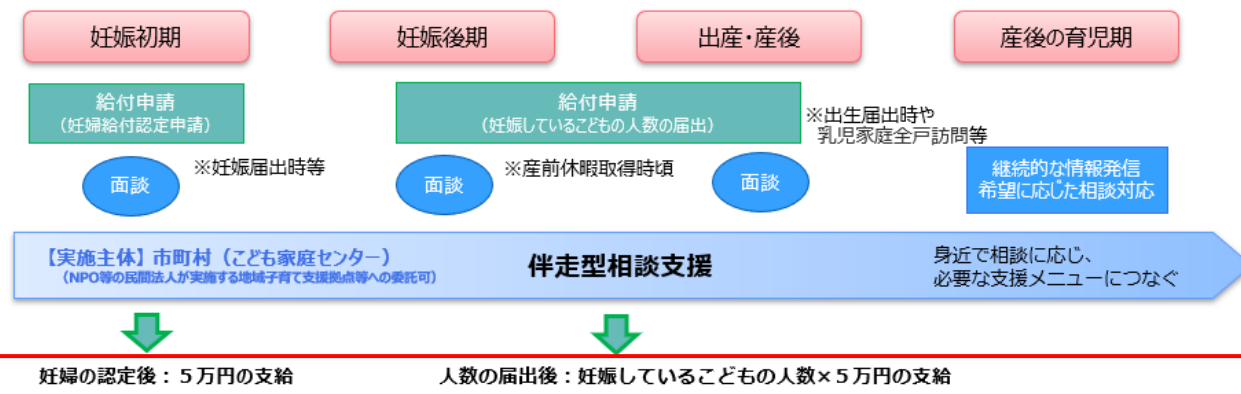 妊娠初期
妊娠後期
出産・産後
産後の育児期
給付申請
（妊婦給付認定申請）
給付申請
（妊娠しているこどもの人数の届出）
※出生届出時や
乳児家庭全戸訪問等
面談
※妊娠届出時等
面談
※産前休暇取得時頃
面談
継続的な情報発信
希望に応じた相談対応
【実施主体】市町村（こども家庭センター）
（NPO等の民間法人が実施する地域子育て支援拠点等への委託可）
伴走型相談支援
身近で相談に応じ、
必要な支援メニューにつなぐ
妊婦の認定後：５万円の支給
人数の届出後：妊娠しているこどもの人数×５万円の支給